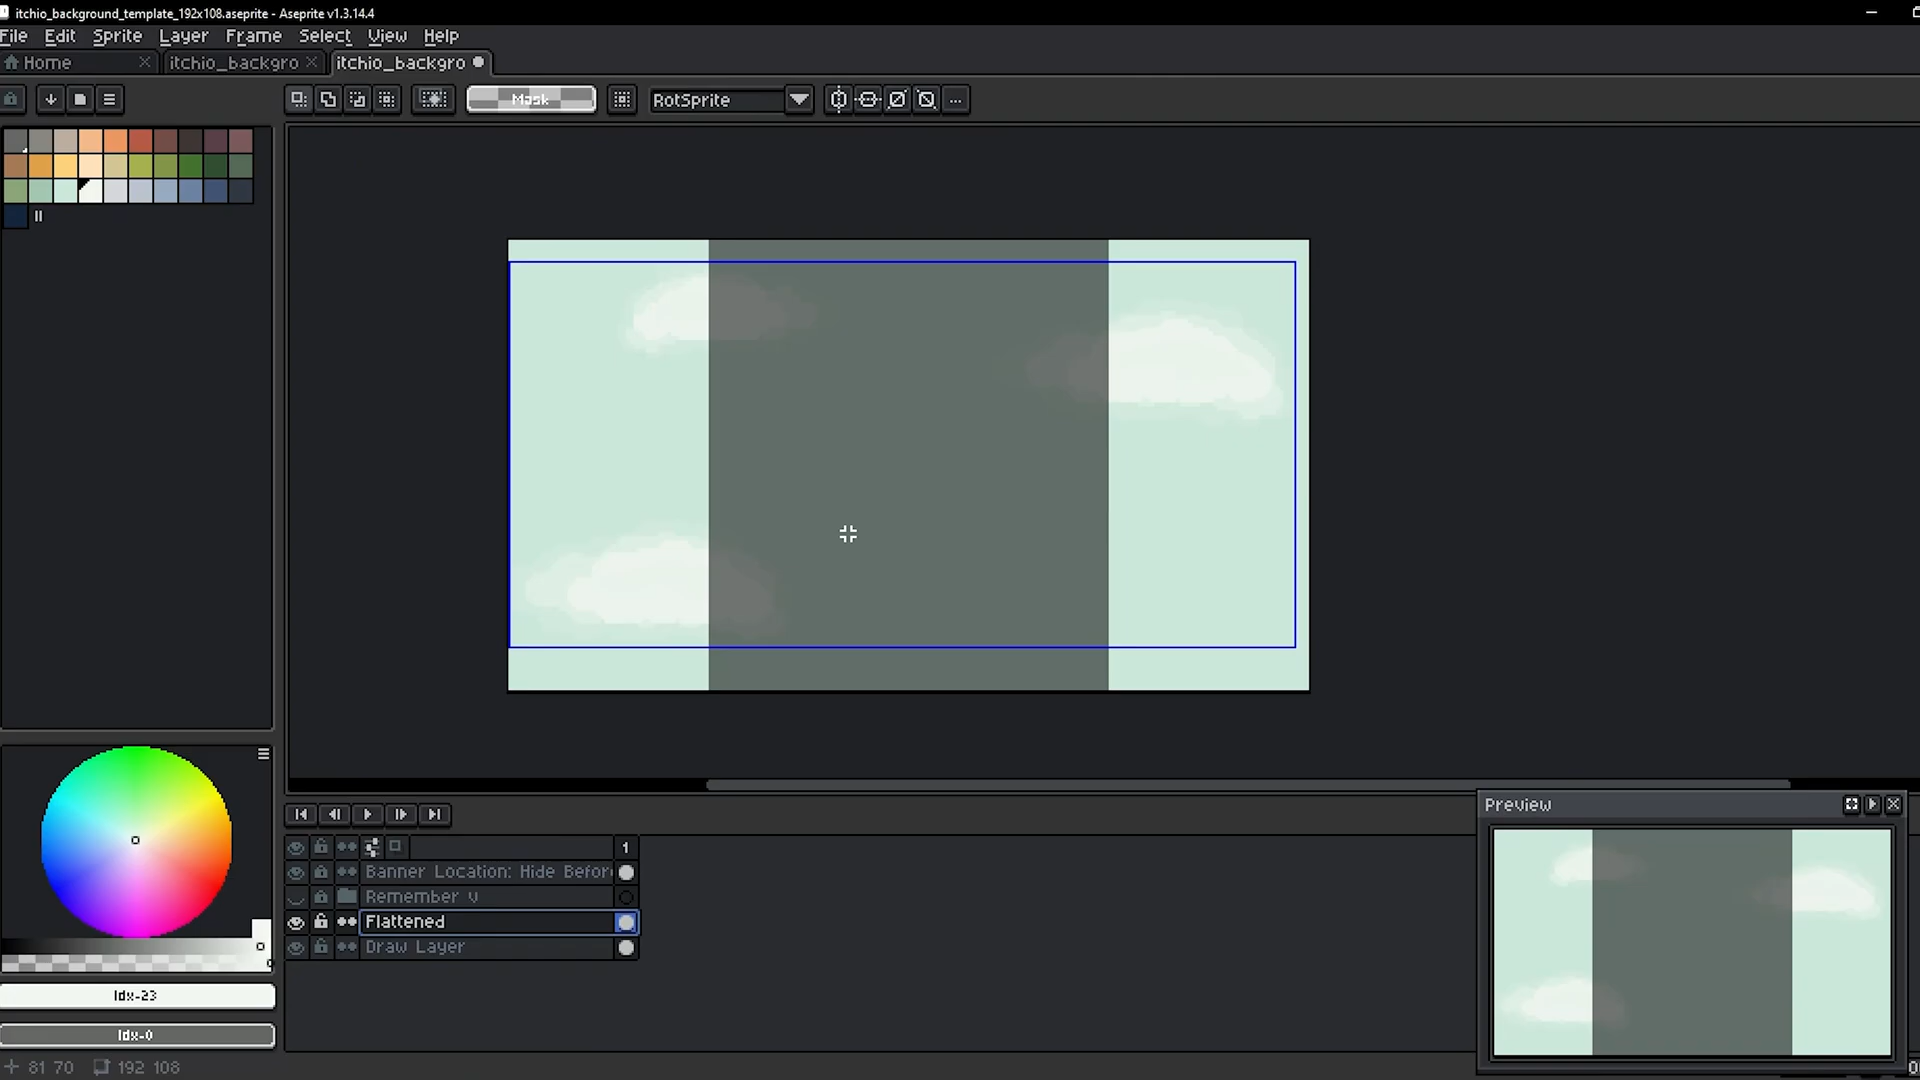 itchio_background_template_192x108.aseprite - Aseprite v1.3.14.4
File Edit Sprite Layer Frame Select View Help
Home itchio_backgro itchio_backgro
Mask RotSprite
1
Banner Location: Hide Befor
Remember v
Flattened
Draw Layer
Preview
Idx-23
Idx-0
81 70 192 108